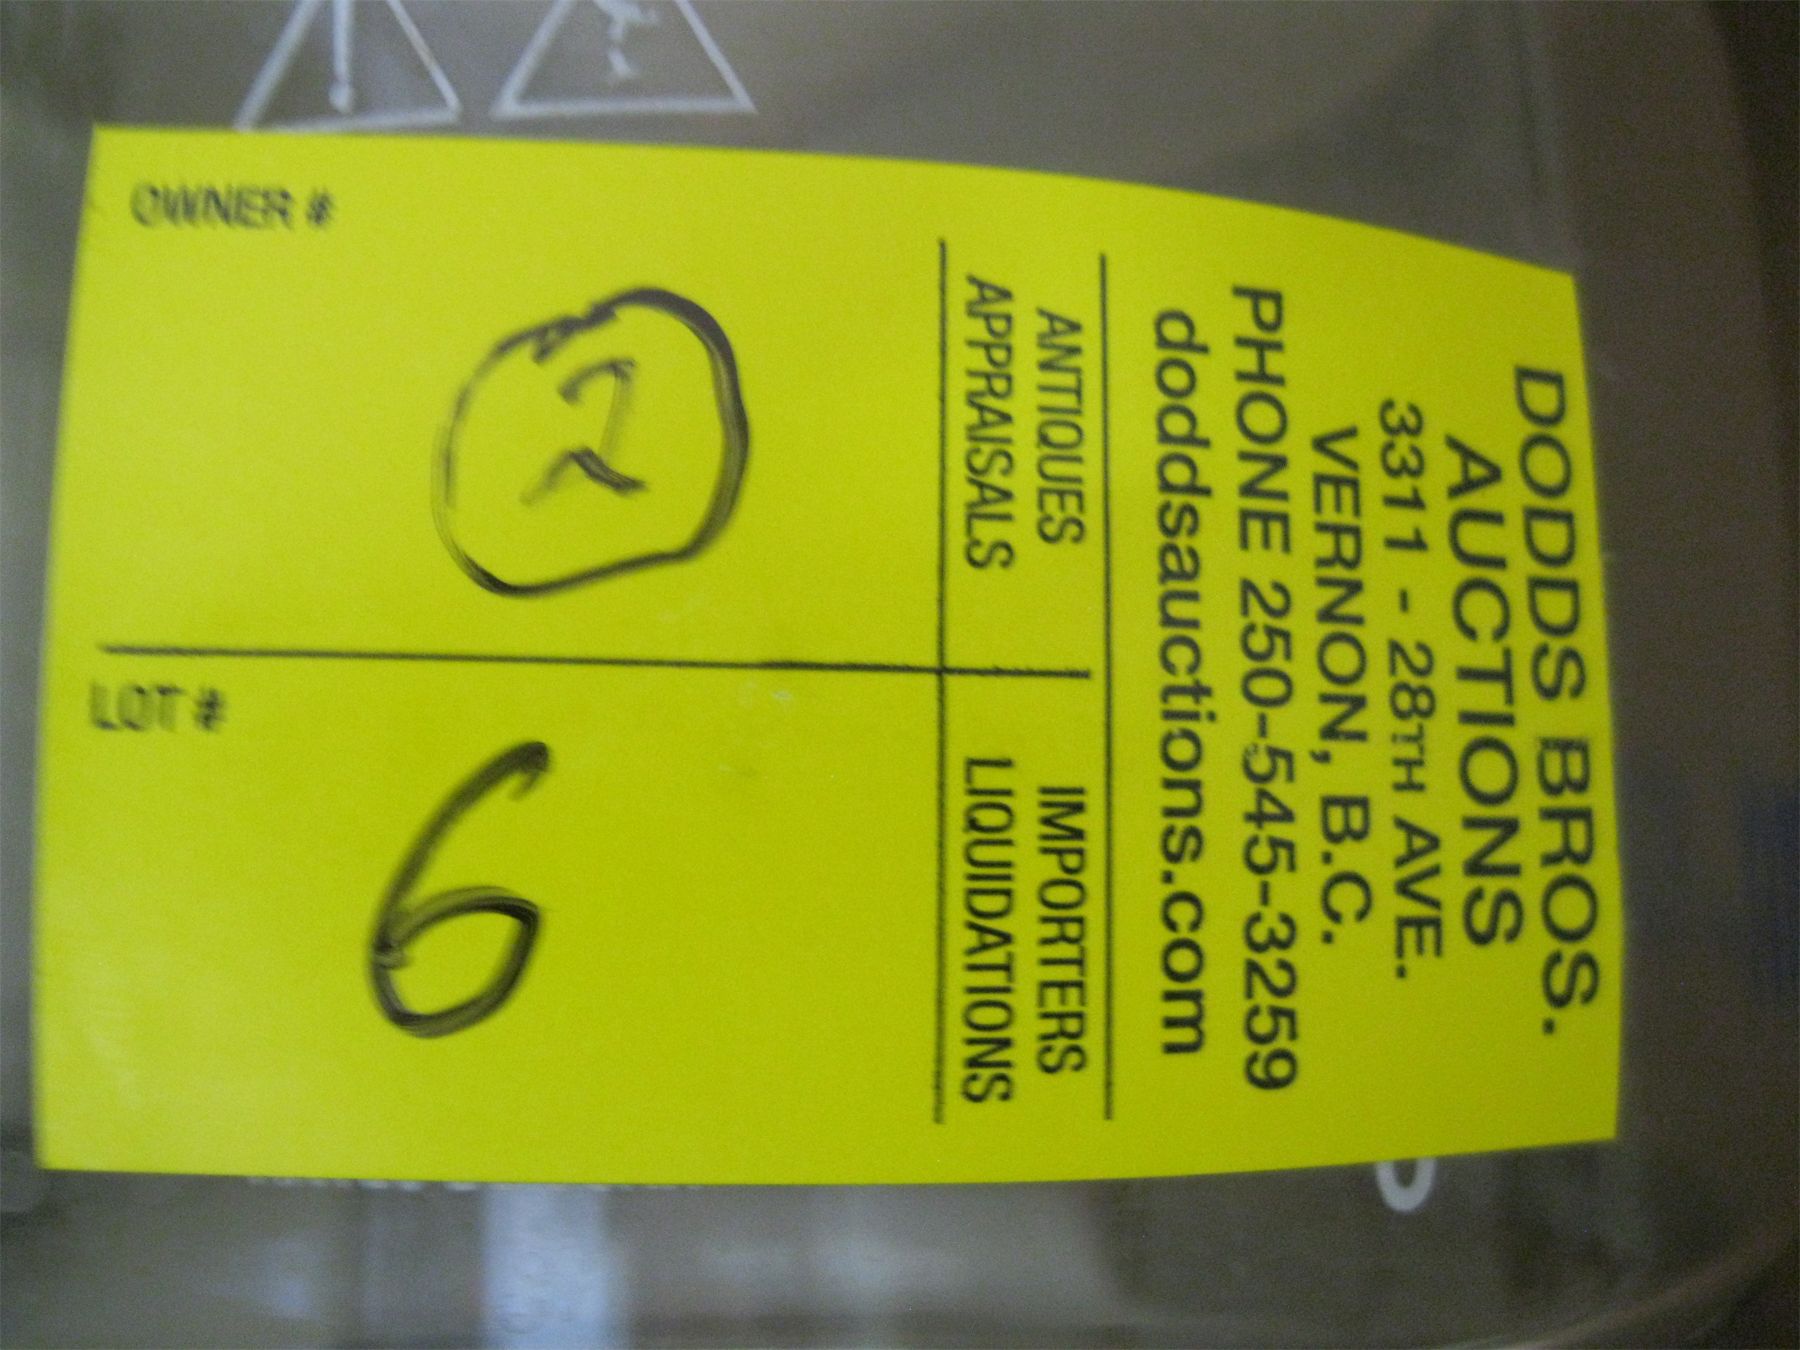 DODDS BROS.
AUCTIONS
3311 - 28TH AVE.
VERNON, B.C.
PHONE 250-545-3259
doddsauctions.com
ANTIQUES IMPORTERS
APPRAISALS LIQUIDATIONS
OWNER #
2
LOT #
6